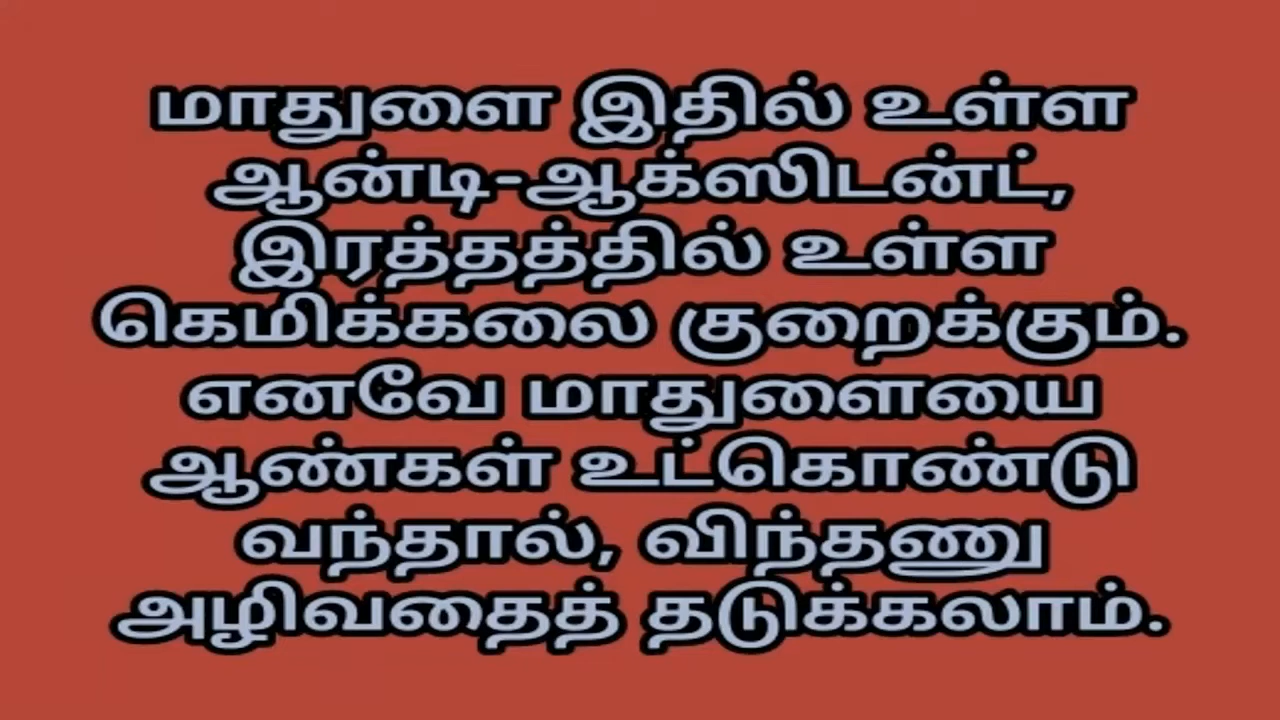 மாதுளை இதில் உள்ள
ஆன்டி-ஆக்ஸிடன்ட்,
இரத்தத்தில் உள்ள
கெமிக்கலை குறைக்கும்.
எனவே மாதுளையை
ஆண்கள் உட்கொண்டு
வந்தால், விந்தணு
அழிவதைத் தடுக்கலாம்.